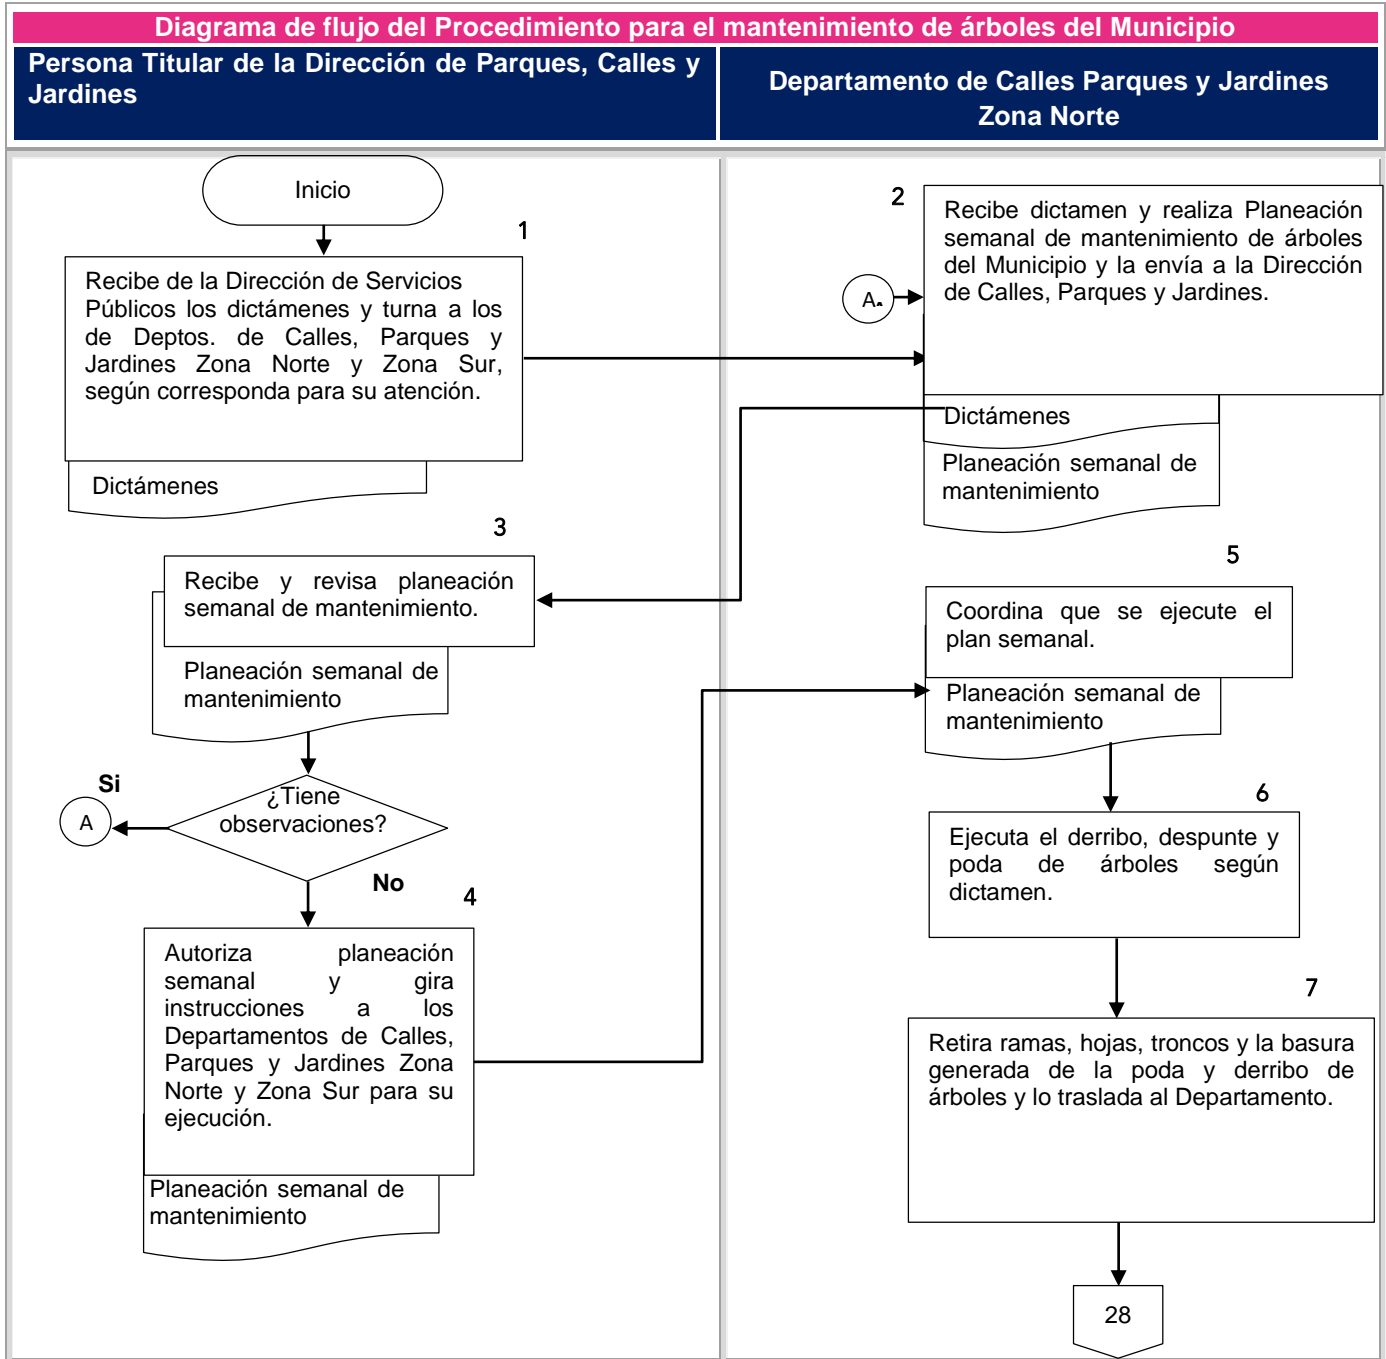 Diagrama de flujo del Procedimiento para el mantenimiento de árboles del Municipio
Persona Titular de la Dirección de Parques, Calles y
Jardines
Departamento de Calles Parques y Jardines
Zona Norte
Inicio
1
Recibe de la Dirección de Servicios
Públicos los dictámenes y turna a los
de Deptos. de Calles, Parques y
Jardines Zona Norte y Zona Sur,
según corresponda para su atención.
Dictámenes
2
Recibe dictamen y realiza Planeación
semanal de mantenimiento de árboles
del Municipio y la envía a la Dirección
de Calles, Parques y Jardines.
A
Dictámenes
Planeación semanal de
mantenimiento
3
Recibe y revisa planeación
semanal de mantenimiento.
Planeación semanal de
mantenimiento
Si
A
¿Tiene
observaciones?
No
4
Autoriza planeación
semanal y gira
instrucciones a los
Departamentos de Calles,
Parques y Jardines Zona
Norte y Zona Sur para su
ejecución.
Planeación semanal de
mantenimiento
5
Coordina que se ejecute el
plan semanal.
Planeación semanal de
mantenimiento
6
Ejecuta el derribo, despunte y
poda de árboles según
dictamen.
7
Retira ramas, hojas, troncos y la basura
generada de la poda y derribo de
árboles y lo traslada al Departamento.
28